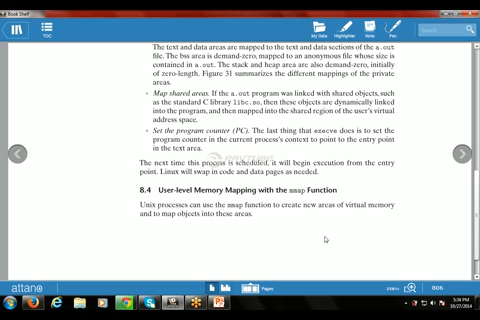 Book Shelf
TOC
My Data
Highlighter
Note
Pen
Search
The text and data areas are mapped to the text and data sections of the a.out
file. The bss area is demand-zero, mapped to an anonymous file whose size is
contained in a.out. The stack and heap area are also demand-zero, initially
of zero-length. Figure 31 summarizes the different mappings of the private
areas.
• Map shared areas. If the a.out program was linked with shared objects, such
as the standard C library libc.so, then these objects are dynamically linked
into the program, and then mapped into the shared region of the user's virtual
address space.
• Set the program counter (PC). The last thing that execve does is to set the
program counter in the current process's context to point to the entry point
in the text area.
The next time this process is scheduled, it will begin execution from the entry
point. Linux will swap in code and data pages as needed.
8.4 User-level Memory Mapping with the mmap Function
Unix processes can use the mmap function to create new areas of virtual memory
and to map objects into these areas.
attano
Pages
806
5:34 PM
10/27/2014